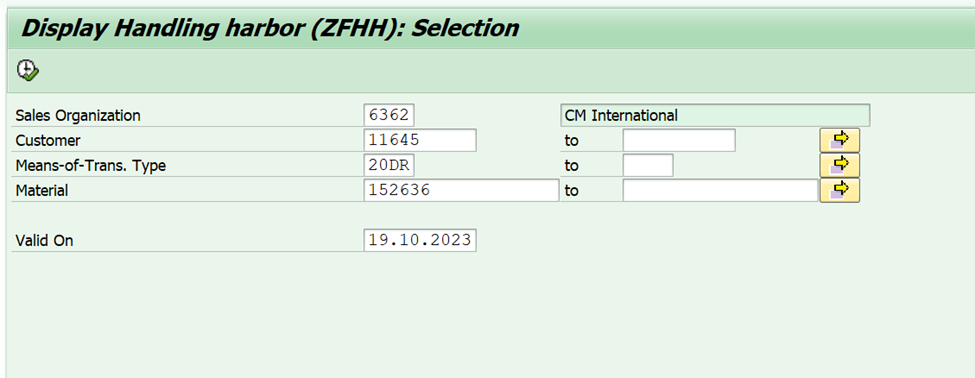 Display Handling harbor (ZFHH): Selection
Sales Organization 6362 CM International
Customer 11645 to
Means-of-Trans. Type 20DR to
Material 152636 to
Valid On 19.10.2023